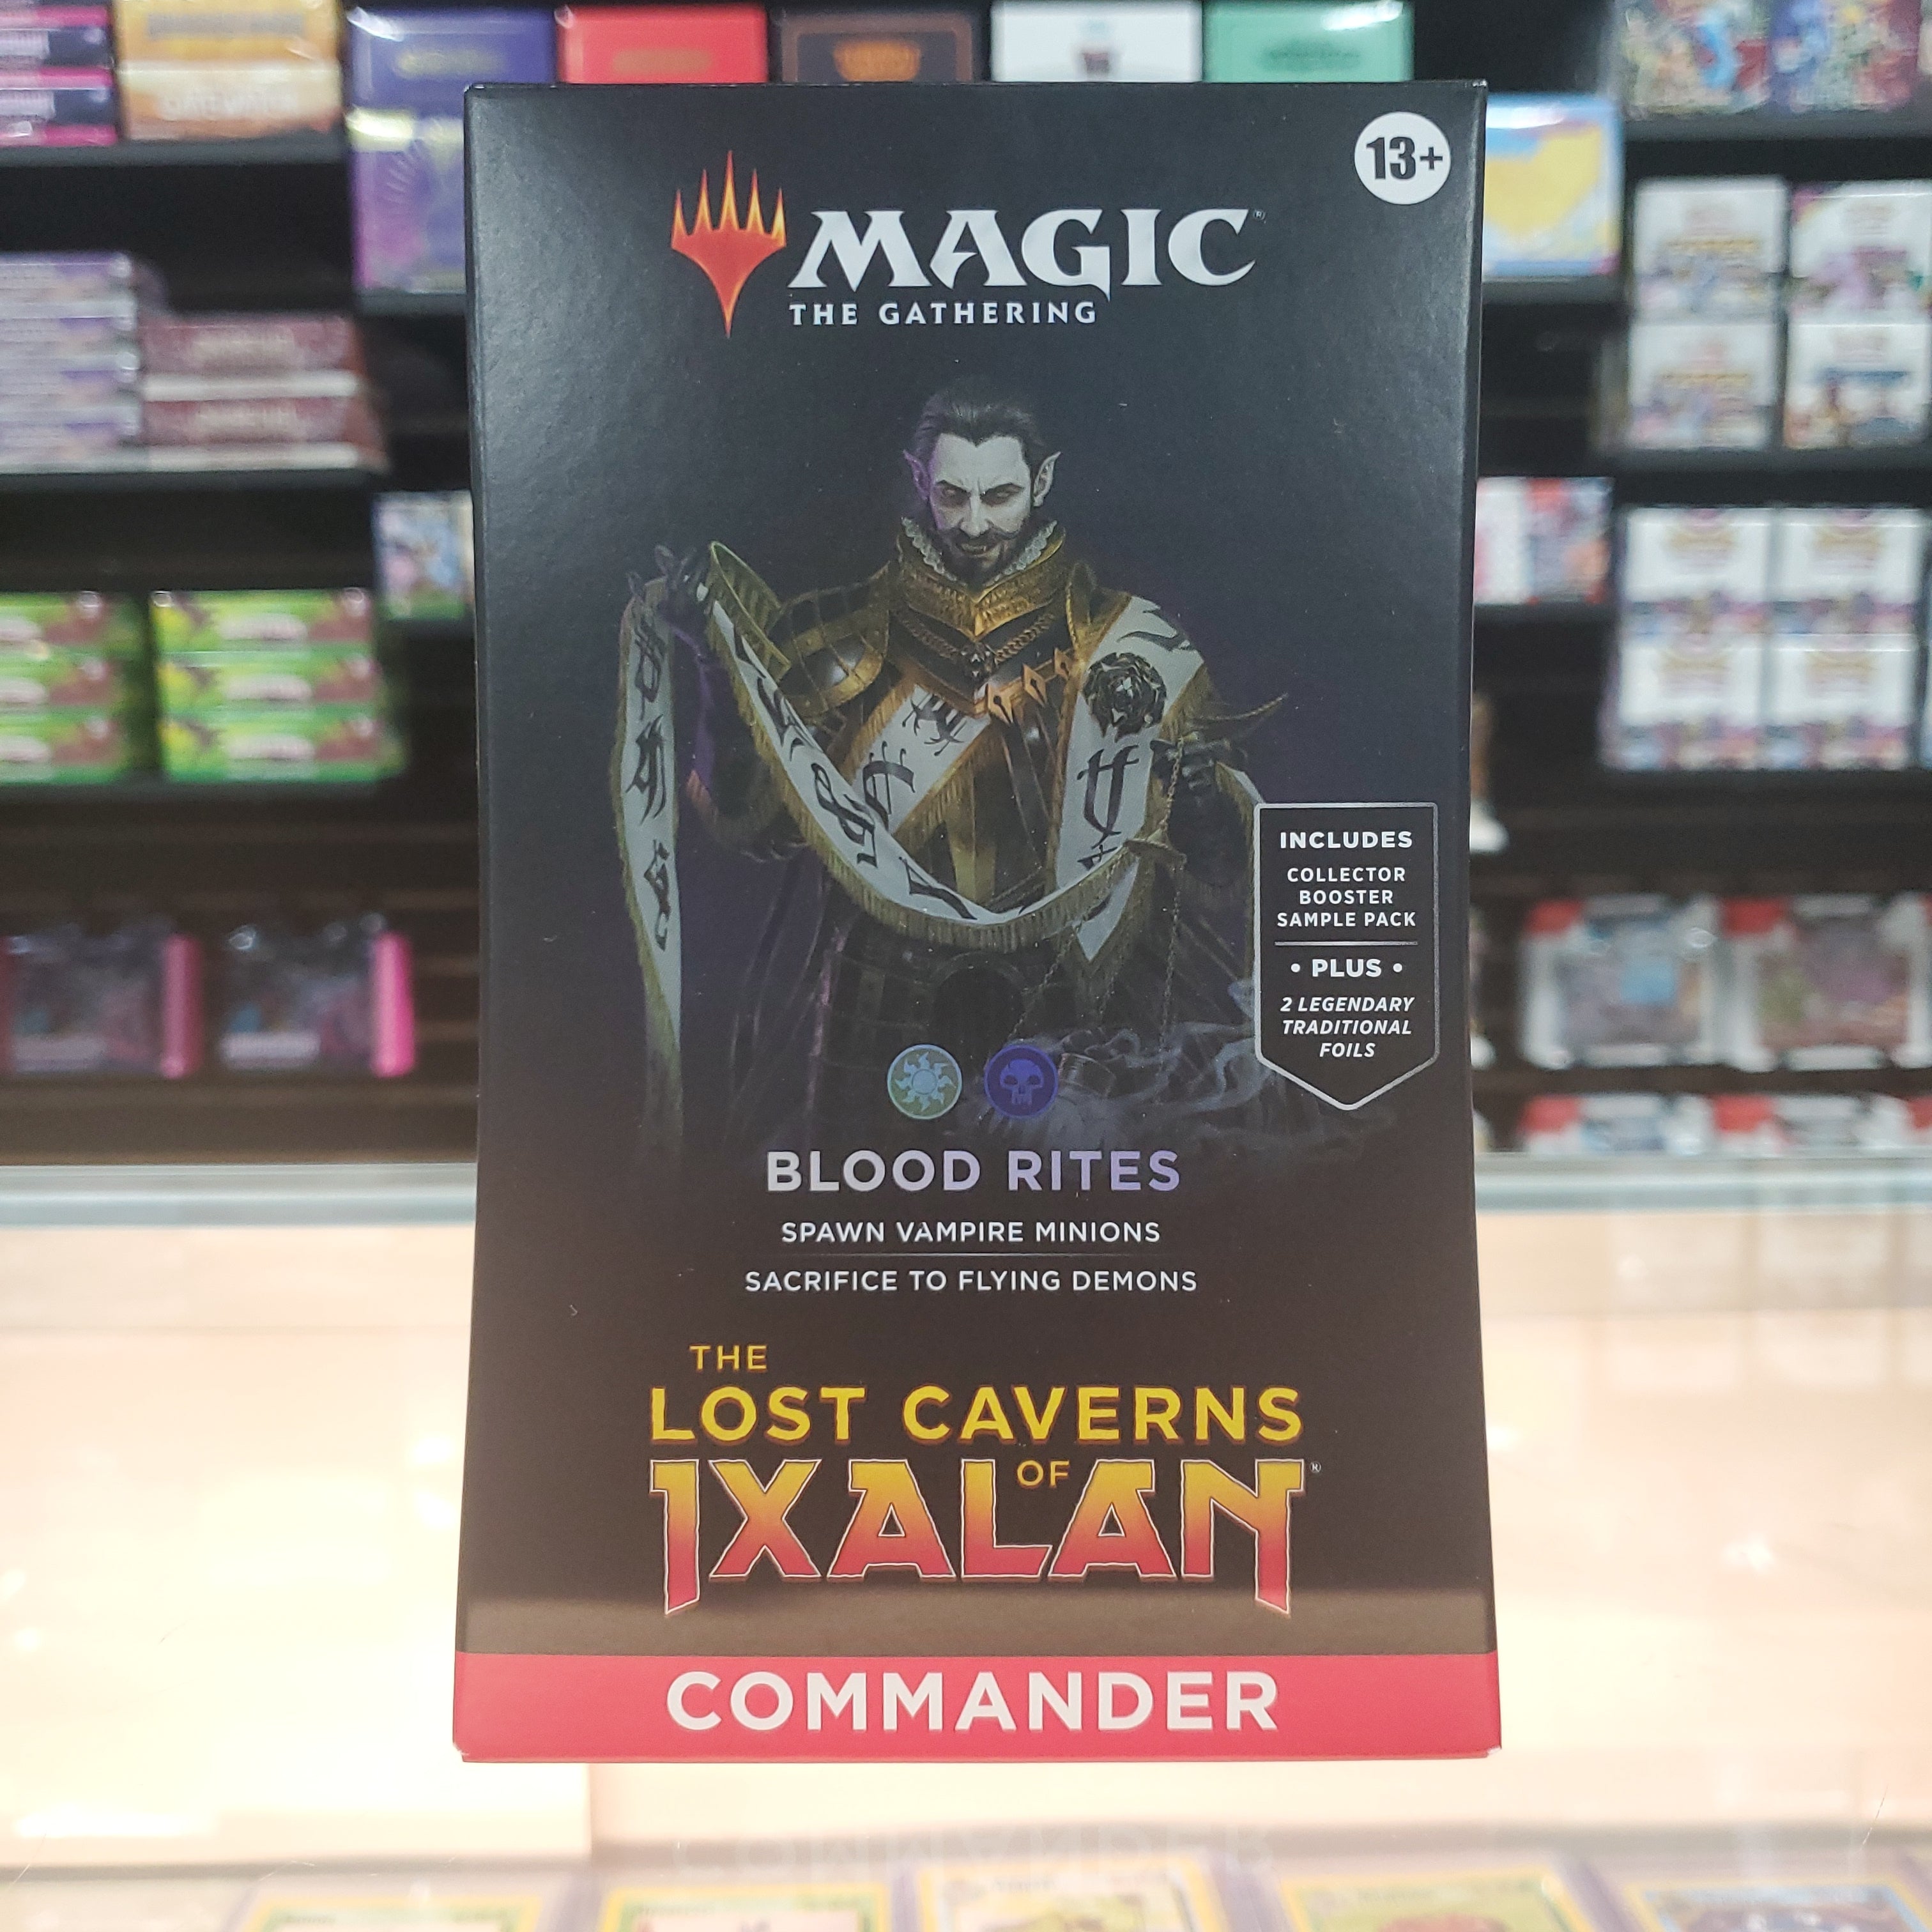 13+
MAGIC®
THE GATHERING
INCLUDES
COLLECTOR
BOOSTER
SAMPLE PACK
• PLUS •
2 LEGENDARY
TRADITIONAL
FOILS
BLOOD RITES
SPAWN VAMPIRE MINIONS
SACRIFICE TO FLYING DEMONS
THE
LOST CAVERNS
OF
IXALAN®
COMMANDER